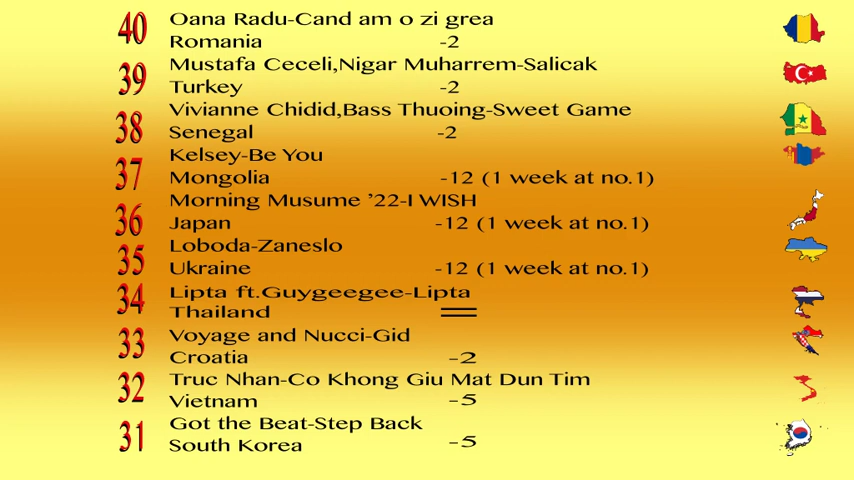 40 Oana Radu-Cand am o zi grea
Romania -2
39 Mustafa Ceceli,Nigar Muharrem-Salicak
Turkey -2
38 Vivianne Chidid,Bass Thuoing-Sweet Game
Senegal -2
37 Kelsey-Be You
Mongolia -12 (1 week at no.1)
36 Morning Musume ’22-I WISH
Japan -12 (1 week at no.1)
35 Loboda-Zaneslo
Ukraine -12 (1 week at no.1)
34 Lipta ft.Guygeegee-Lipta
Thailand =
33 Voyage and Nucci-Gid
Croatia -2
32 Truc Nhan-Co Khong Giu Mat Dun Tim
Vietnam -5
31 Got the Beat-Step Back
South Korea -5